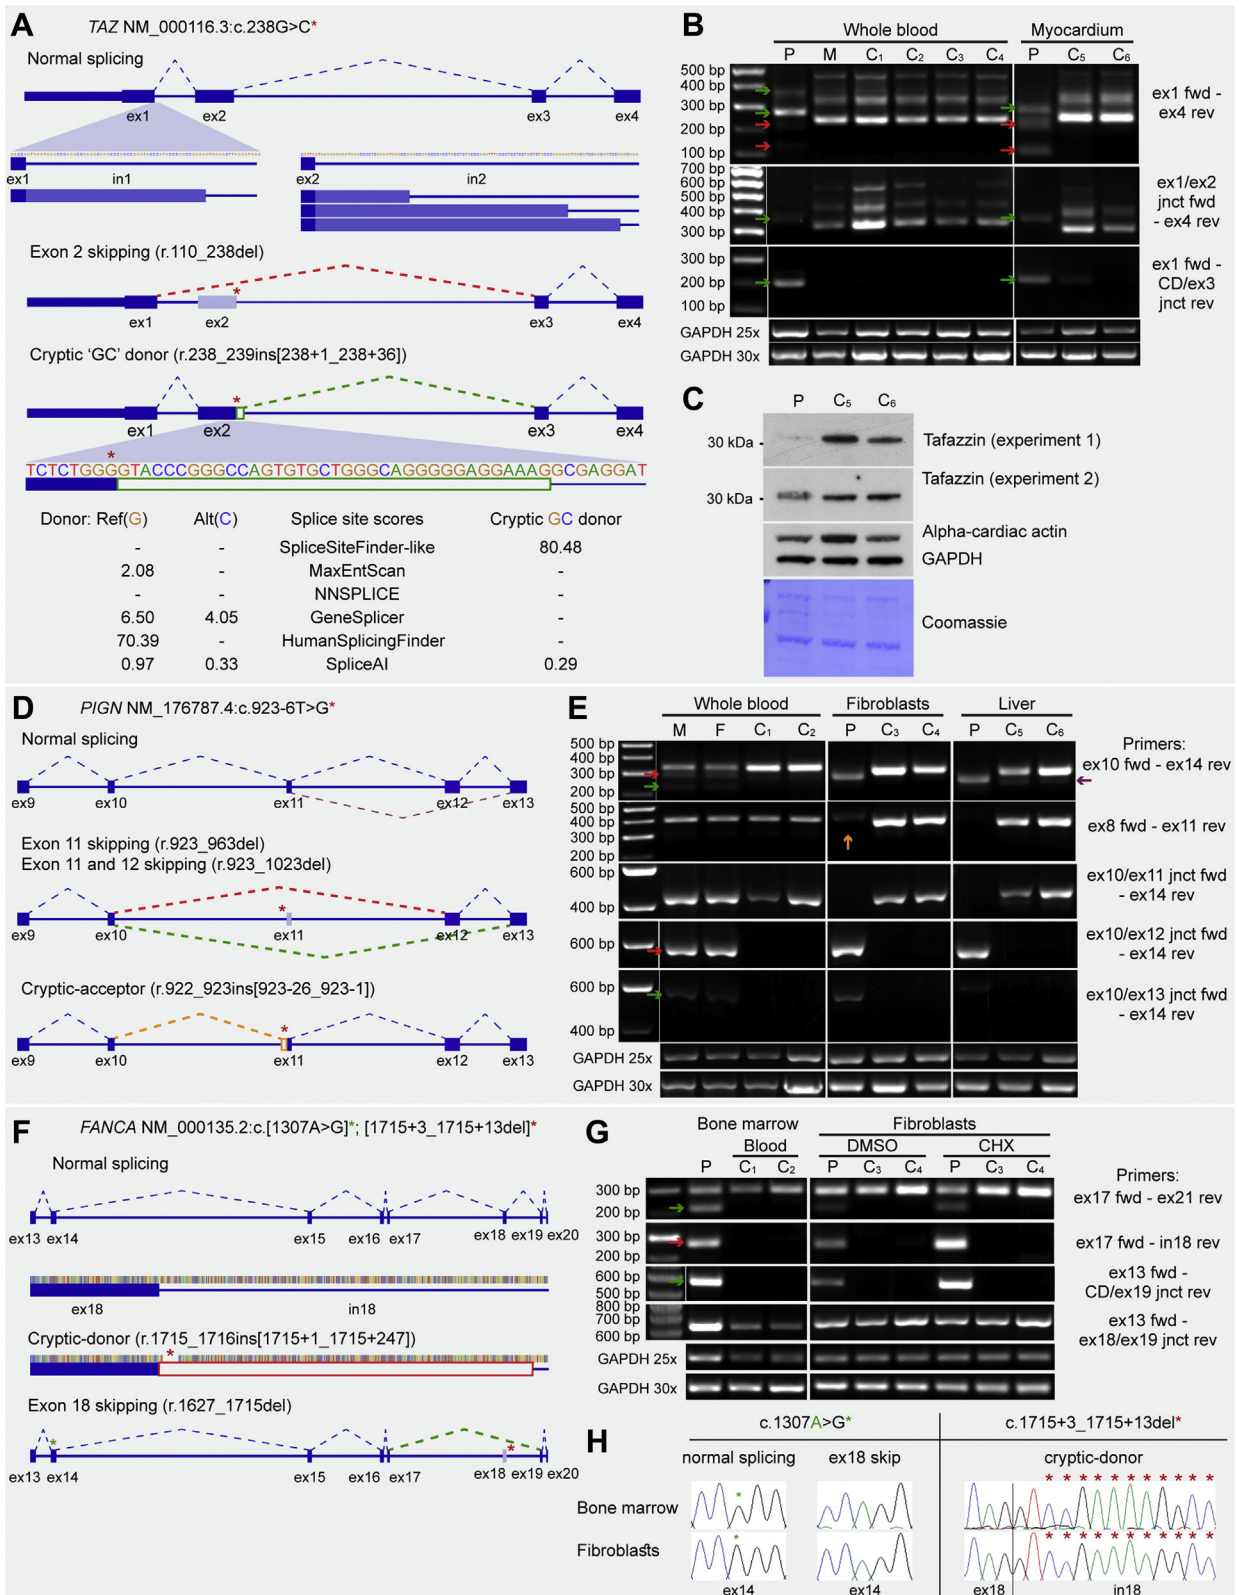 A
TAZ NM_000116.3:c.238G>C*
Normal splicing
ex1 ex2 ex3 ex4
ex1 in1 ex2 in2
Exon 2 skipping (r.110_238del)
*
ex1 ex2 ex3 ex4
Cryptic ‘GC’ donor (r.238_239ins[238+1_238+36])
*
ex1 ex2 ex3 ex4
*
TCTCTGGGGTACCCGGGCCAGTGTGCTGGGCAGGGGGAGGAAAGGCGAGGAT
Donor: Ref(G) Alt(C) Splice site scores Cryptic GC donor
- - SpliceSiteFinder-like 80.48
2.08 - MaxEntScan -
- - NNSPLICE -
6.50 4.05 GeneSplicer -
70.39 - HumanSplicingFinder -
0.97 0.33 SpliceAI 0.29
B
Whole blood Myocardium
P M C1 C2 C3 C4 P C5 C6
500 bp
400 bp
300 bp
200 bp
100 bp
ex1 fwd -
ex4 rev
700 bp
600 bp
500 bp
400 bp
300 bp
ex1/ex2
jnct fwd
- ex4 rev
300 bp
200 bp
100 bp
ex1 fwd -
CD/ex3
jnct rev
GAPDH 25x
GAPDH 30x
C
P C5 C6
30 kDa - Tafazzin (experiment 1)
Tafazzin (experiment 2)
30 kDa -
Alpha-cardiac actin
GAPDH
Coomassie
D
PIGN NM_176787.4:c.923-6T>G*
Normal splicing
ex9 ex10 ex11 ex12 ex13
Exon 11 skipping (r.923_963del)
Exon 11 and 12 skipping (r.923_1023del)
*
ex9 ex10 ex11 ex12 ex13
Cryptic-acceptor (r.922_923ins[923-26_923-1])
*
ex9 ex10 ex11 ex12 ex13
E
Whole blood Fibroblasts Liver
M F C1 C2 P C3 C4 P C5 C6
Primers:
500 bp
400 bp
300 bp
200 bp
ex10 fwd - ex14 rev
500 bp
400 bp
300 bp
200 bp
ex8 fwd - ex11 rev
600 bp
400 bp
ex10/ex11 jnct fwd
- ex14 rev
600 bp
ex10/ex12 jnct fwd
- ex14 rev
600 bp
400 bp
ex10/ex13 jnct fwd
- ex14 rev
GAPDH 25x
GAPDH 30x
F
FANCA NM_000135.2:c.[1307A>G]*; [1715+3_1715+13del]*
Normal splicing
ex13 ex14 ex15 ex16 ex17 ex18 ex19 ex20
ex18 in18
Cryptic-donor (r.1715_1716ins[1715+1_1715+247])
*
Exon 18 skipping (r.1627_1715del)
* *
ex13 ex14 ex15 ex16 ex17 ex18 ex19 ex20
G
Bone marrow Fibroblasts
Blood DMSO CHX
P C1 C2 P C3 C4 P C3 C4
Primers:
300 bp
200 bp
ex17 fwd - ex21 rev
300 bp
200 bp
ex17 fwd - in18 rev
600 bp
500 bp
ex13 fwd -
CD/ex19 jnct rev
800 bp
700 bp
600 bp
ex13 fwd -
ex18/ex19 jnct rev
GAPDH 25x
GAPDH 30x
H
c.1307A>G* c.1715+3_1715+13del*
normal splicing ex18 skip cryptic-donor
* * * * * * * * * * * *
Bone marrow
* * * * * * * * * * * *
Fibroblasts
ex14 ex14 ex18 in18